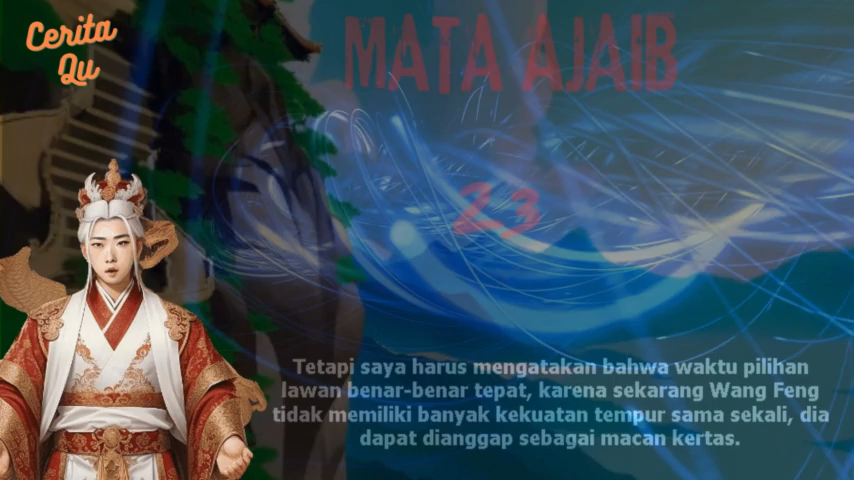 Cerita
Qu
MATA AJAIB
23
Tetapi saya harus mengatakan bahwa waktu pilihan
lawan benar-benar tepat, karena sekarang Wang Feng
tidak memiliki banyak kekuatan tempur sama sekali, dia
dapat dianggap sebagai macan kertas.